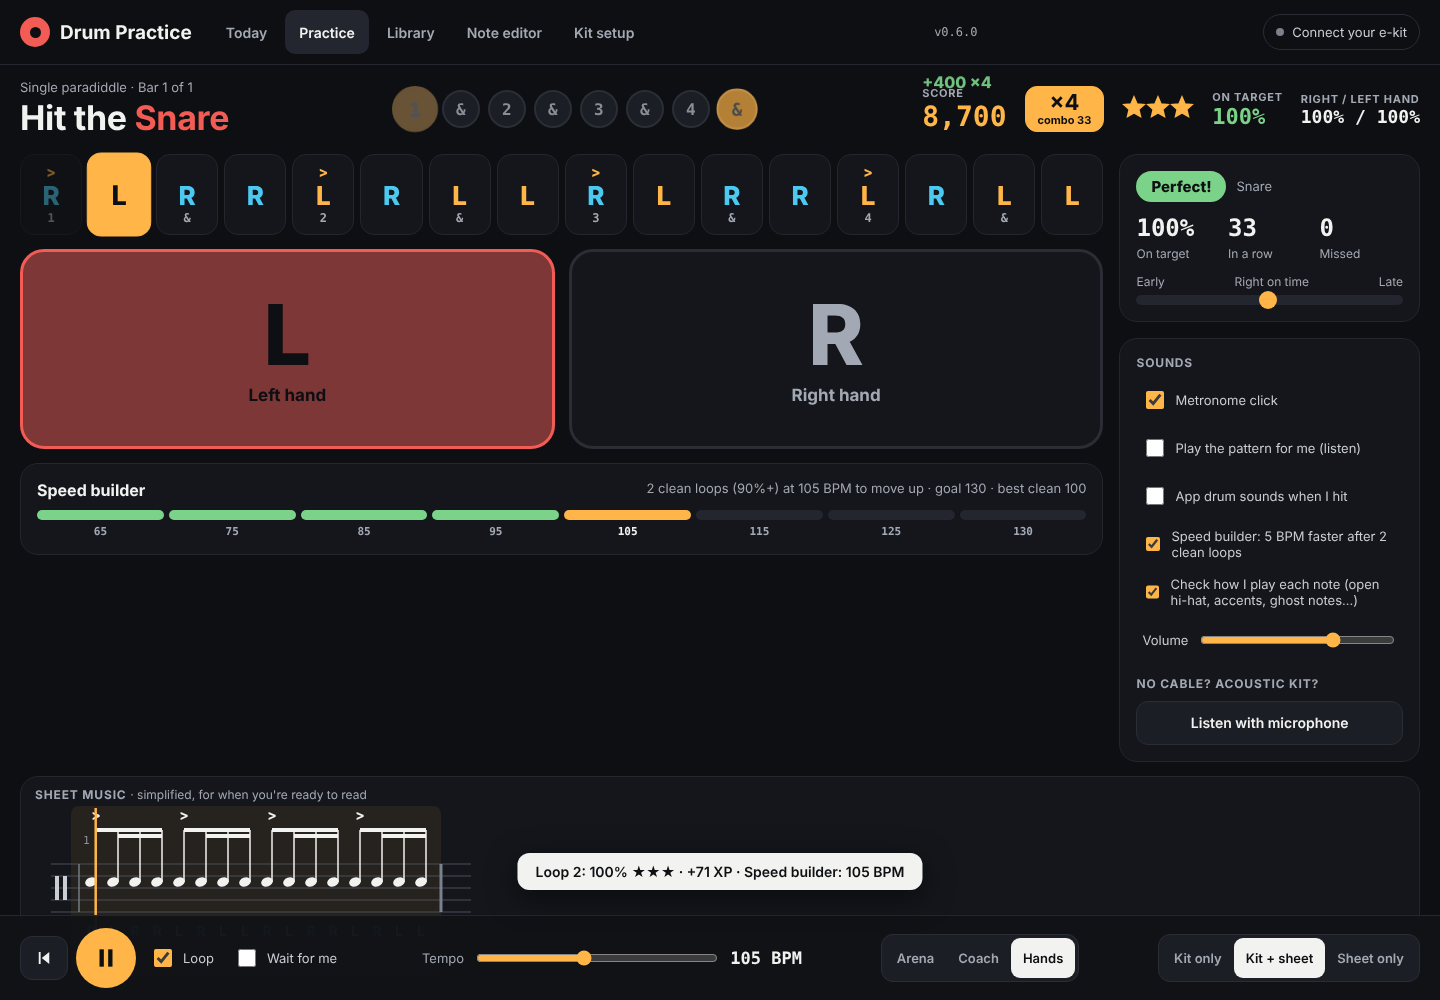 Drum Practice Today Practice Library Note editor Kit setup v0.6.0 Connect your e-kit
Single paradiddle · Bar 1 of 1
Hit the Snare
1 & 2 & 3 & 4 &
+400 ×4
SCORE
8,700
×4
combo 33
★★★
ON TARGET
100%
RIGHT / LEFT HAND
100% / 100%
> > > >
R L R R L R L L R L R R L R L L
1 & 2 & 3 & 4 &
L
Left hand
R
Right hand
Speed builder 2 clean loops (90%+) at 105 BPM to move up · goal 130 · best clean 100
65 75 85 95 105 115 125 130
Perfect! Snare
100% 33 0
On target In a row Missed
Early Right on time Late
SOUNDS
Metronome click
Play the pattern for me (listen)
App drum sounds when I hit
Speed builder: 5 BPM faster after 2
clean loops
Check how I play each note (open
hi-hat, accents, ghost notes…)
Volume
NO CABLE? ACOUSTIC KIT?
Listen with microphone
SHEET MUSIC · simplified, for when you're ready to read
> > > >
1
Loop 2: 100% ★★★ · +71 XP · Speed builder: 105 BPM
Loop Wait for me Tempo 105 BPM Arena Coach Hands Kit only Kit + sheet Sheet only